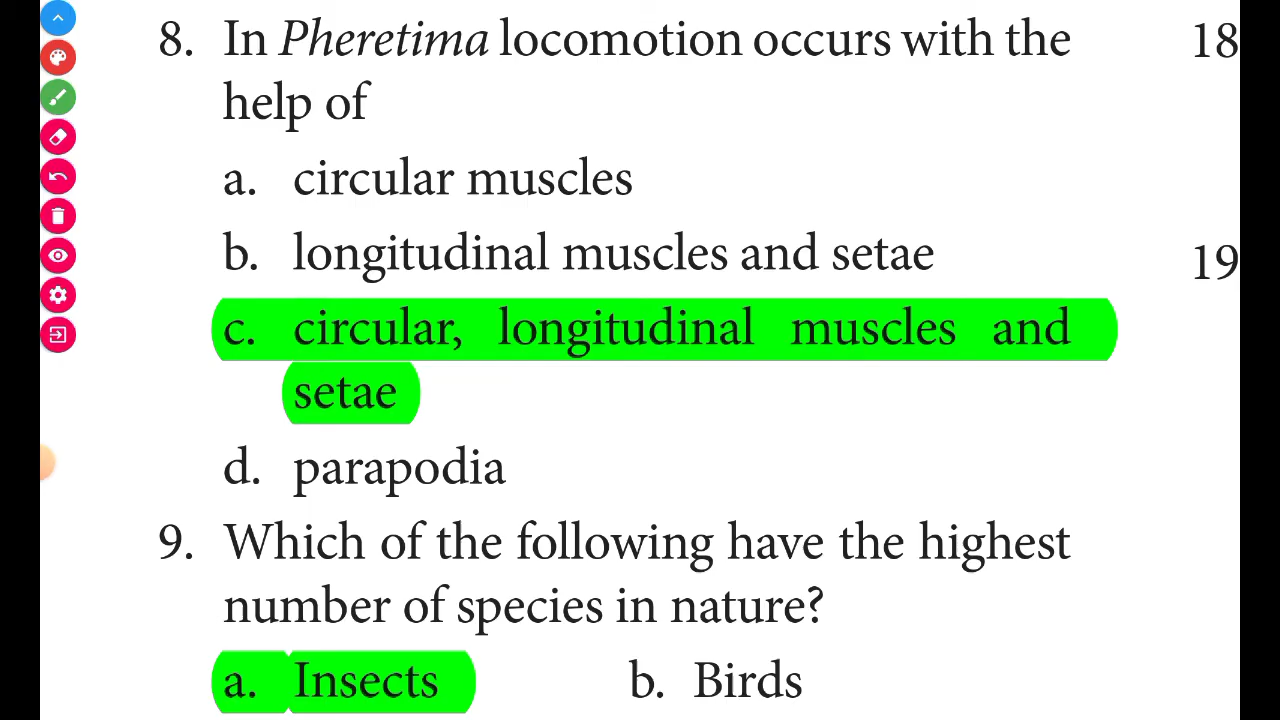 8. In Pheretima locomotion occurs with the
help of
a. circular muscles
b. longitudinal muscles and setae
c. circular, longitudinal muscles and
setae
d. parapodia
9. Which of the following have the highest
number of species in nature?
a. Insects b. Birds
18
19